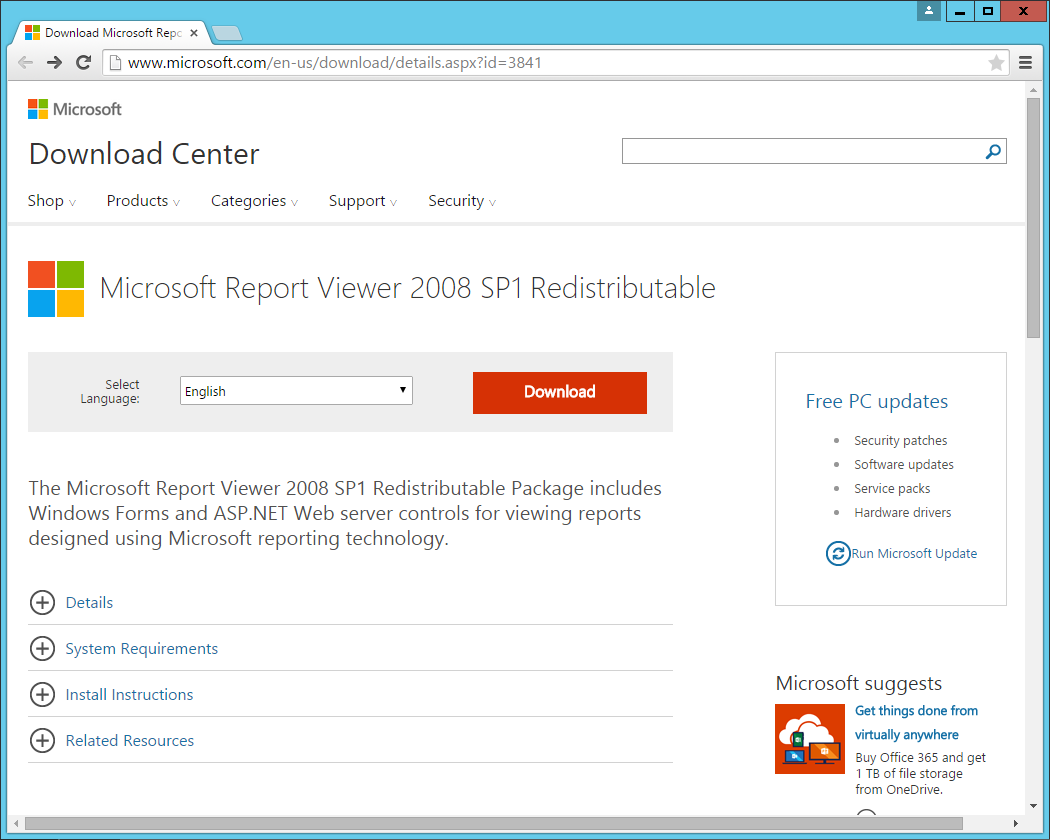 Download Microsoft Repo
www.microsoft.com/en-us/download/details.aspx?id=3841
Microsoft
Download Center
Shop Products Categories Support Security
Microsoft Report Viewer 2008 SP1 Redistributable
Select
Language:
English
Download
Free PC updates
Security patches
Software updates
Service packs
Hardware drivers
Run Microsoft Update
The Microsoft Report Viewer 2008 SP1 Redistributable Package includes
Windows Forms and ASP.NET Web server controls for viewing reports
designed using Microsoft reporting technology.
Details
System Requirements
Install Instructions
Related Resources
Microsoft suggests
Get things done from
virtually anywhere
Buy Office 365 and get
1 TB of file storage
from OneDrive.